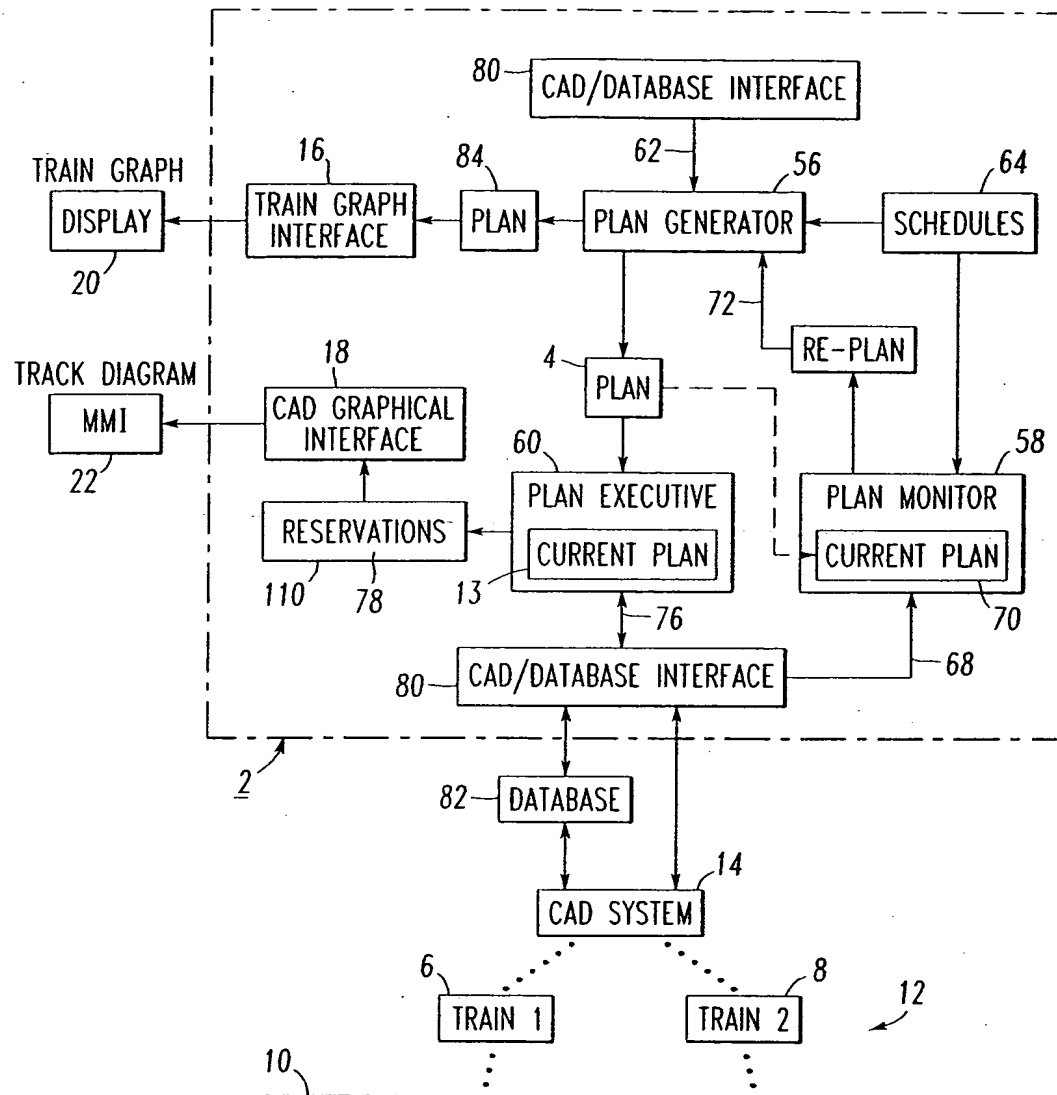 80
CAD/DATABASE INTERFACE
62
TRAIN GRAPH
DISPLAY
20
16
TRAIN GRAPH
INTERFACE
84
PLAN
56
PLAN GENERATOR
64
SCHEDULES
72
RE-PLAN
4
PLAN
TRACK DIAGRAM
MMI
22
18
CAD GRAPHICAL
INTERFACE
RESERVATIONS
110
78
60
PLAN EXECUTIVE
CURRENT PLAN
13
58
PLAN MONITOR
CURRENT PLAN
70
76
68
80
CAD/DATABASE INTERFACE
2
82
DATABASE
14
CAD SYSTEM
6
TRAIN 1
8
TRAIN 2
12
10